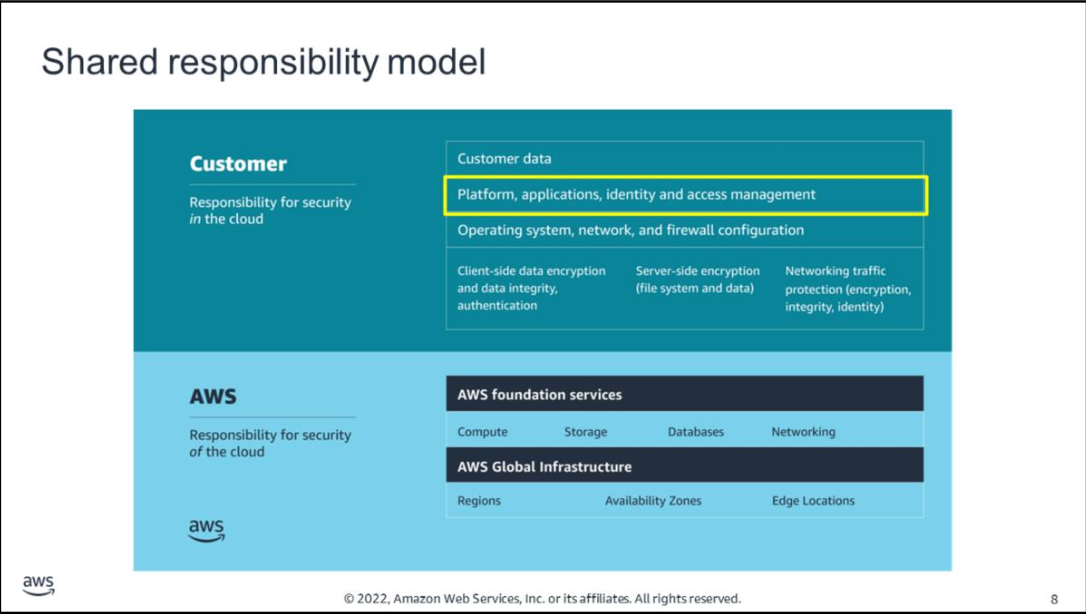 Shared responsibility model
Customer
Responsibility for security
in the cloud
Customer data
Platform, applications, identity and access management
Operating system, network, and firewall configuration
Client-side data encryption
and data integrity,
authentication
Server-side encryption
(file system and data)
Networking traffic
protection (encryption,
integrity, identity)
AWS
Responsibility for security
of the cloud
aws
AWS foundation services
Compute
Storage
Databases
Networking
AWS Global Infrastructure
Regions
Availability Zones
Edge Locations
aws
© 2022, Amazon Web Services, Inc. or its affiliates. All rights reserved.
8